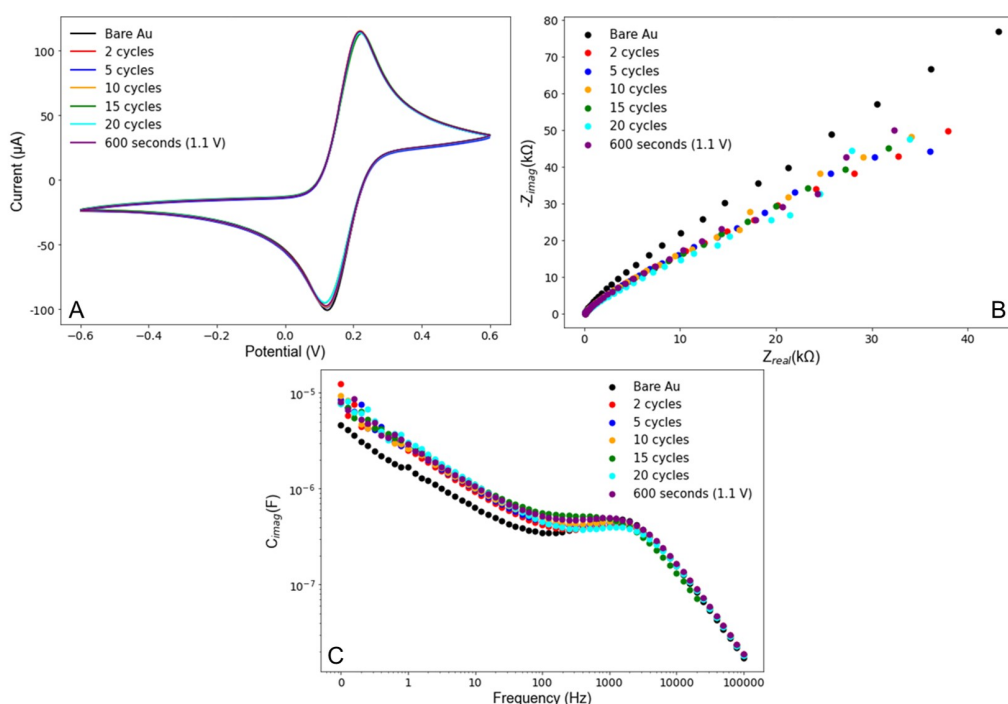 Bare Au
2 cycles
5 cycles
10 cycles
15 cycles
20 cycles
600 seconds (1.1 V)
100
50
0
-50
-100
Current (µA)
−0.6
−0.4
−0.2
0.0
0.2
0.4
0.6
Potential (V)
A
Bare Au
2 cycles
5 cycles
10 cycles
15 cycles
20 cycles
600 seconds (1.1 V)
80
70
60
50
40
30
20
10
0
-Zimag(kΩ)
0
10
20
30
40
Zreal(kΩ)
B
Bare Au
2 cycles
5 cycles
10 cycles
15 cycles
20 cycles
600 seconds (1.1 V)
10⁻⁵
10⁻⁶
10⁻⁷
Cimag(F)
0
1
10
100
1000
10000
100000
Frequency (Hz)
C